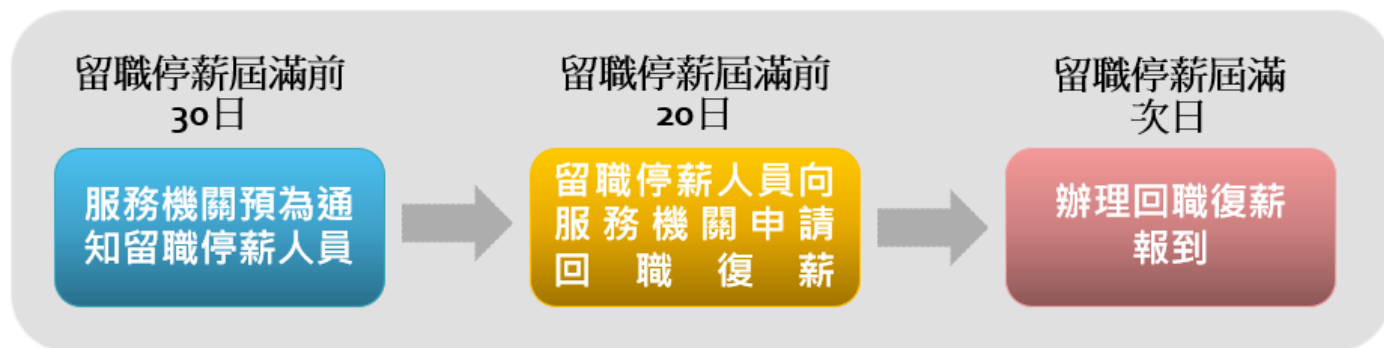 留職停薪屆滿前
30日
服務機關預為通
知留職停薪人員
留職停薪屆滿前
20日
留職停薪人員向
服務機關申請
回職復薪
留職停薪屆滿
次日
辦理回職復薪
報到